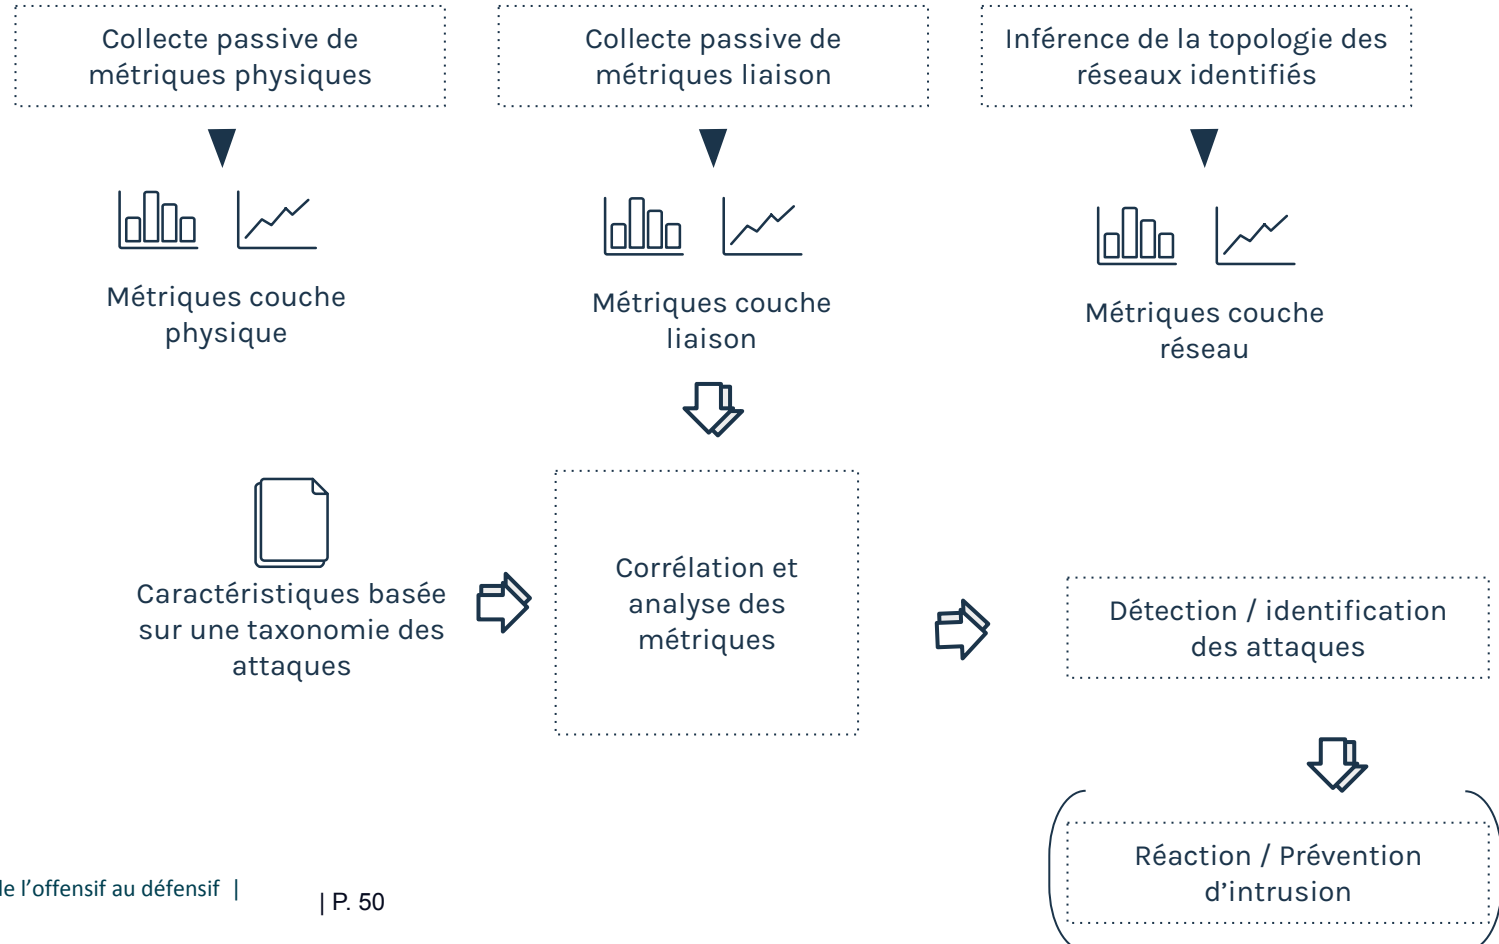 Collecte passive de
métriques physiques
Collecte passive de
métriques liaison
Inférence de la topologie des
réseaux identifiés
Métriques couche
physique
Métriques couche
liaison
Métriques couche
réseau
Caractéristiques basée
sur une taxonomie des
attaques
Corrélation et
analyse des
métriques
Détection / identification
des attaques
Réaction / Prévention
d'intrusion
de l’offensif au défensif |
| P. 50